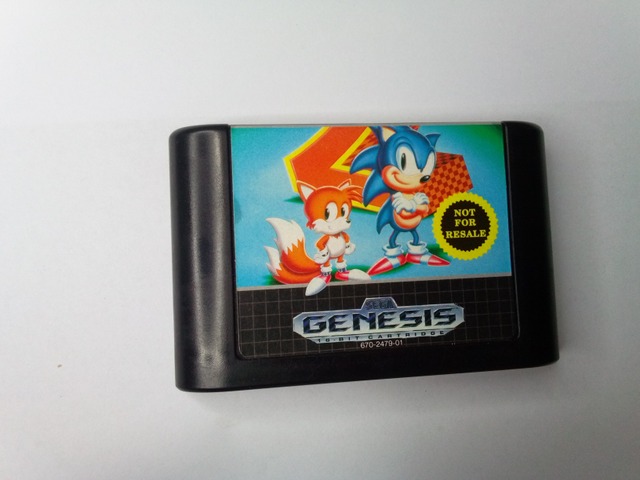 NOT
FOR
RESALE
SEGA
GENESIS
16-BIT CARTRIDGE
670-2479-01